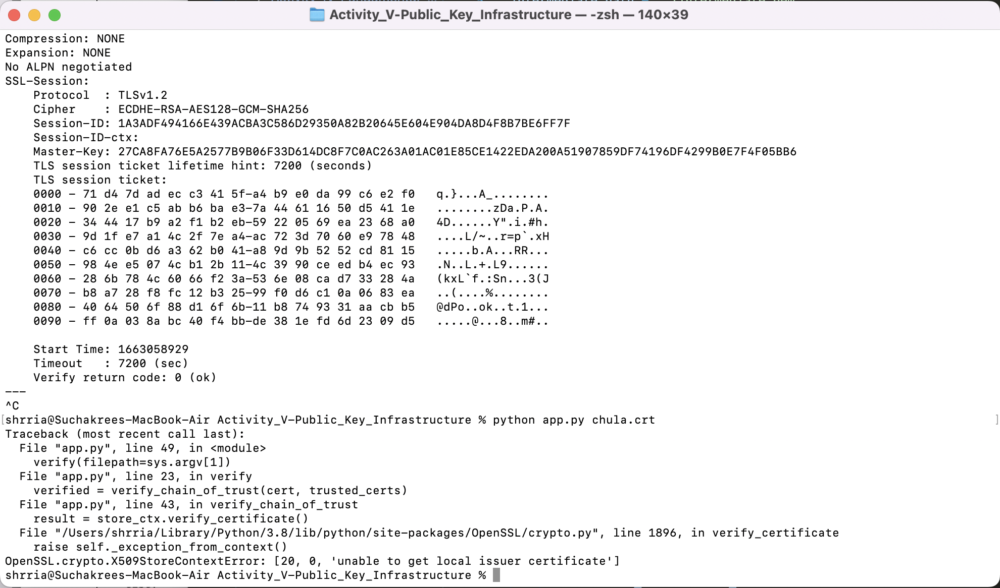 Activity_V-Public_Key_Infrastructure — -zsh — 140×39
Compression: NONE
Expansion: NONE
No ALPN negotiated
SSL-Session:
    Protocol  : TLSv1.2
    Cipher    : ECDHE-RSA-AES128-GCM-SHA256
    Session-ID: 1A3ADF494166E439ACBA3C586D29350A82B20645E604E904DA8D4F8B7BE6FF7F
    Session-ID-ctx:
    Master-Key: 27CA8FA76E5A2577B9B06F33D614DC8F7C0AC263A01AC01E85CE1422EDA200A51907859DF74196DF4299B0E7F4F05BB6
    TLS session ticket lifetime hint: 7200 (seconds)
    TLS session ticket:
    0000 - 71 d4 7d ad ec c3 41 5f-a4 b9 e0 da 99 c6 e2 f0   q.}...A_........
    0010 - 90 2e e1 c5 ab b6 ba e3-7a 44 61 16 50 d5 41 1e   ........zDa.P.A.
    0020 - 34 44 17 b9 a2 f1 b2 eb-59 22 05 69 ea 23 68 a0   4D......Y".i.#h.
    0030 - 9d 1f e7 a1 4c 2f 7e a4-ac 72 3d 70 60 e9 78 48   ....L/~..r=p`.xH
    0040 - c6 cc 0b d6 a3 62 b0 41-a8 9d 9b 52 52 cd 81 15   .....b.A...RR...
    0050 - 98 4e e5 07 4c b1 2b 11-4c 39 90 ce ed b4 ec 93   .N..L.+.L9......
    0060 - 28 6b 78 4c 60 66 f2 3a-53 6e 08 ca d7 33 28 4a   (kxL`f.:Sn...3(J
    0070 - b8 a7 28 f8 fc 12 b3 25-99 f0 d6 c1 0a 06 83 ea   ..(....%........
    0080 - 40 64 50 6f 88 d1 6f 6b-11 b8 74 93 31 aa cb b5   @dPo..ok..t.1...
    0090 - ff 0a 03 8a bc 40 f4 bb-de 38 1e fd 6d 23 09 d5   .....@...8..m#..
    Start Time: 1663058929
    Timeout   : 7200 (sec)
    Verify return code: 0 (ok)
---
^C
[shrria@Suchakrees-MacBook-Air Activity_V-Public_Key_Infrastructure % python app.py chula.crt ]
Traceback (most recent call last):
  File "app.py", line 49, in <module>
    verify(filepath=sys.argv[1])
  File "app.py", line 23, in verify
    verified = verify_chain_of_trust(cert, trusted_certs)
  File "app.py", line 43, in verify_chain_of_trust
    result = store_ctx.verify_certificate()
  File "/Users/shrria/Library/Python/3.8/lib/python/site-packages/OpenSSL/crypto.py", line 1896, in verify_certificate
    raise self._exception_from_context()
OpenSSL.crypto.X509StoreContextError: [20, 0, 'unable to get local issuer certificate']
shrria@Suchakrees-MacBook-Air Activity_V-Public_Key_Infrastructure %